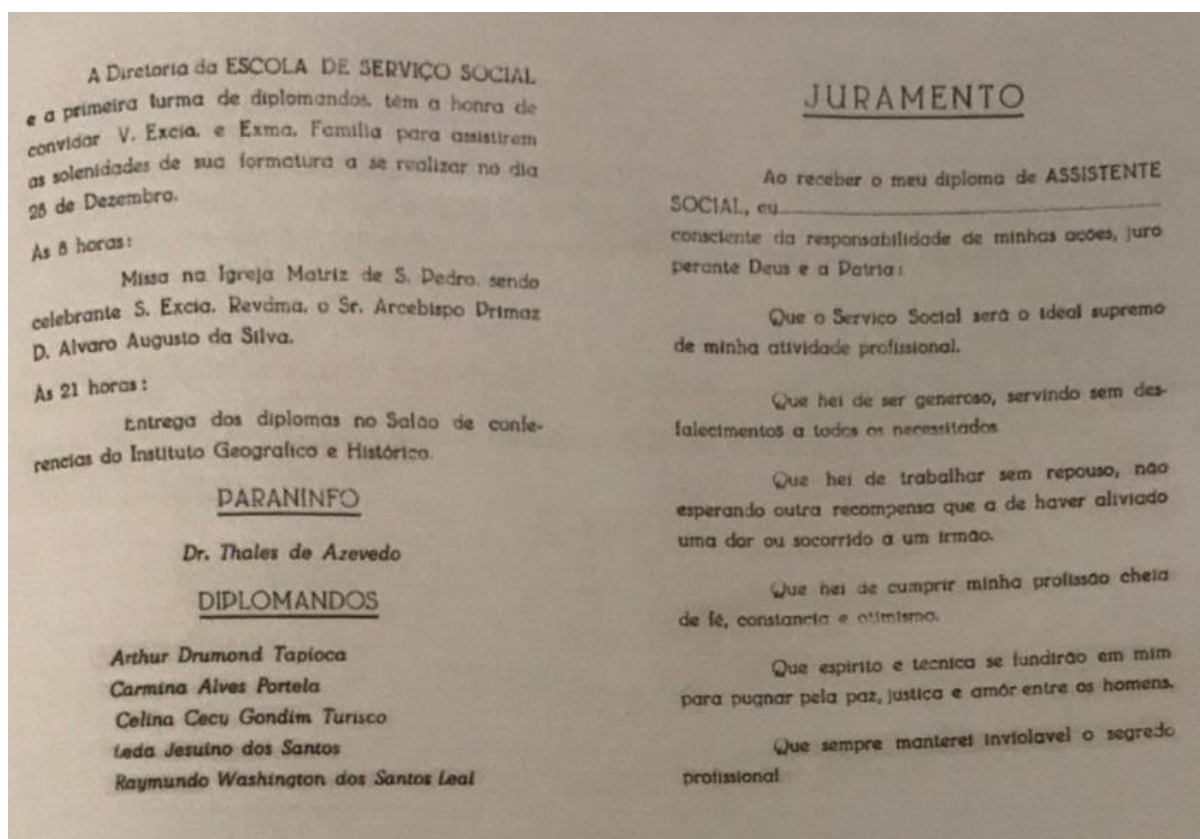 A Diretoria da ESCOLA DE SERVIÇO SOCIAL
e a primeira turma de diplomandos, têm a honra de
convidar V. Excia. e Exma. Familia para assistirem
as solenidades de sua formatura a se realizar no dia
de Dezembro.
As 8 horas:
Missa na Igreja Matriz de S. Pedro, sendo
celebrante S. Excia. Revdma. o Sr. Arcebispo Primaz
D. Alvaro Augusto da Silva.
Às 21 horas:
Entrega dos diplomas no Salão de confe-
rencias do Instituto Geografico e Histórico.
PARANINFO
Dr. Thales de Azevedo
DIPLOMANDOS
Arthur Drumond Tapioca
Carmina Alves Portela
Celina Cecy Gondim Turisco
Leda Jesuino dos Santos
Raymundo Washington dos Santos Leal
JURAMENTO
Ao receber o meu diploma de ASSISTENTE
SOCIAL, eu
consciente da responsabilidade de minhas ações, juro
perante Deus e a Patria:
Que o Serviço Social será o ideal supremo
de minha atividade profissional.
Que hei de ser generoso, servindo sem des-
falecimentos a todos os necessitados
Que hei de trabalhar sem repouso, não
esperando outra recompensa que a de haver aliviado
uma dor ou socorrido a um irmão.
Que hei de cumprir minha profissão cheia
de fé, constancia e otimismo.
Que espirito e técnica se fundirão em mim
para pugnar pela paz, justiça e amôr entre os homens.
Que sempre manterei inviolavel o segredo
profissional